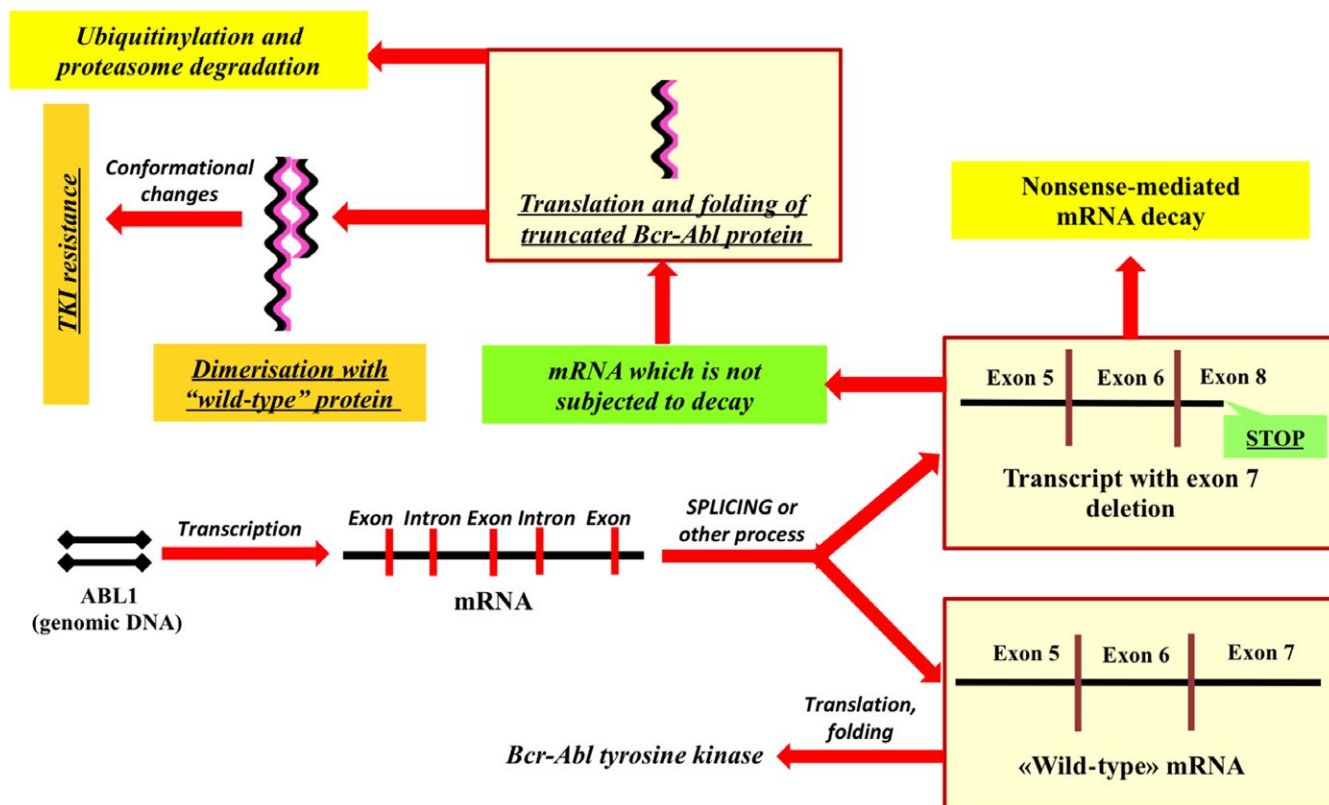 Ubiquitinylation and
proteasome degradation
TKI resistance
Conformational
changes
Dimerisation with
“wild-type” protein
Translation and folding of
truncated Bcr-Abl protein
mRNA which is not
subjected to decay
Nonsense-mediated
mRNA decay
Exon 5 Exon 6 Exon 8
STOP
Transcript with exon 7
deletion
ABL1
(genomic DNA)
Transcription
Exon Intron Exon Intron Exon
mRNA
SPLICING or
other process
Exon 5 Exon 6 Exon 7
«Wild-type» mRNA
Translation,
folding
Bcr-Abl tyrosine kinase